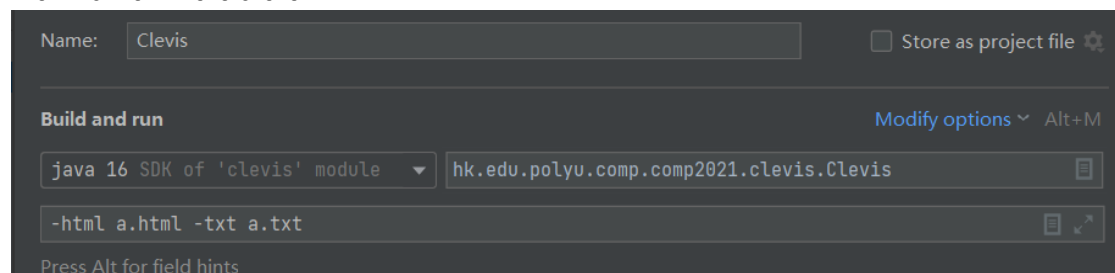 Name: Clevis Store as project file
Build and run Modify options Alt+M
java 16 SDK of 'clevis' module hk.edu.polyu.comp.comp2021.clevis.Clevis
-html a.html -txt a.txt
Press Alt for field hints